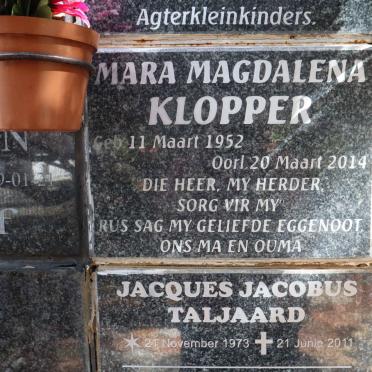 Agterkleinkinders.
MARA MAGDALENA
KLOPPER
Geb 11 Maart 1952
Oorl. 20 Maart 2014
DIE HEER, MY HERDER,
SORG VIR MY
RUS SAG MY GELIEFDE EGGENOOT,
ONS MA EN OUMA
JACQUES JACOBUS
TALJAARD
21 November 1973 21 Junie 2011